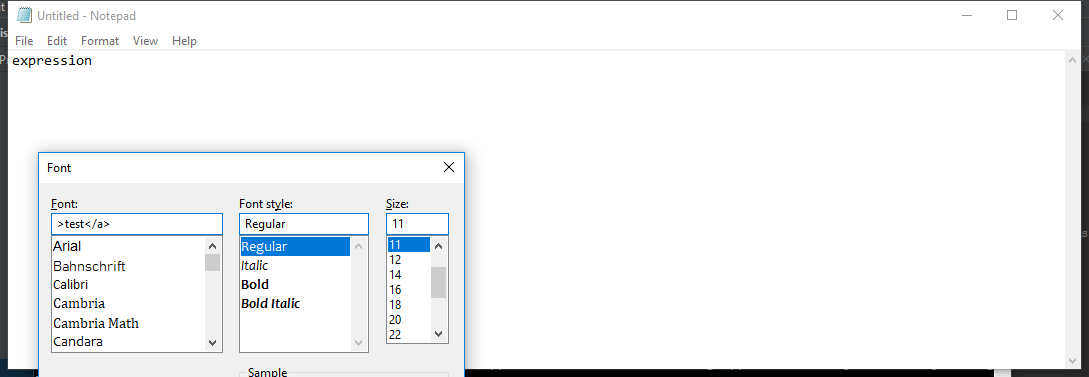 Untitled - Notepad
File Edit Format View Help
expression
Font
Font: Font style: Size:
>test</a> Regular 11
Arial Regular 11
Bahnschrift Italic 12
Calibri Bold 14
Cambria Bold Italic 16
Cambria Math 18
Candara 20
22
Sample